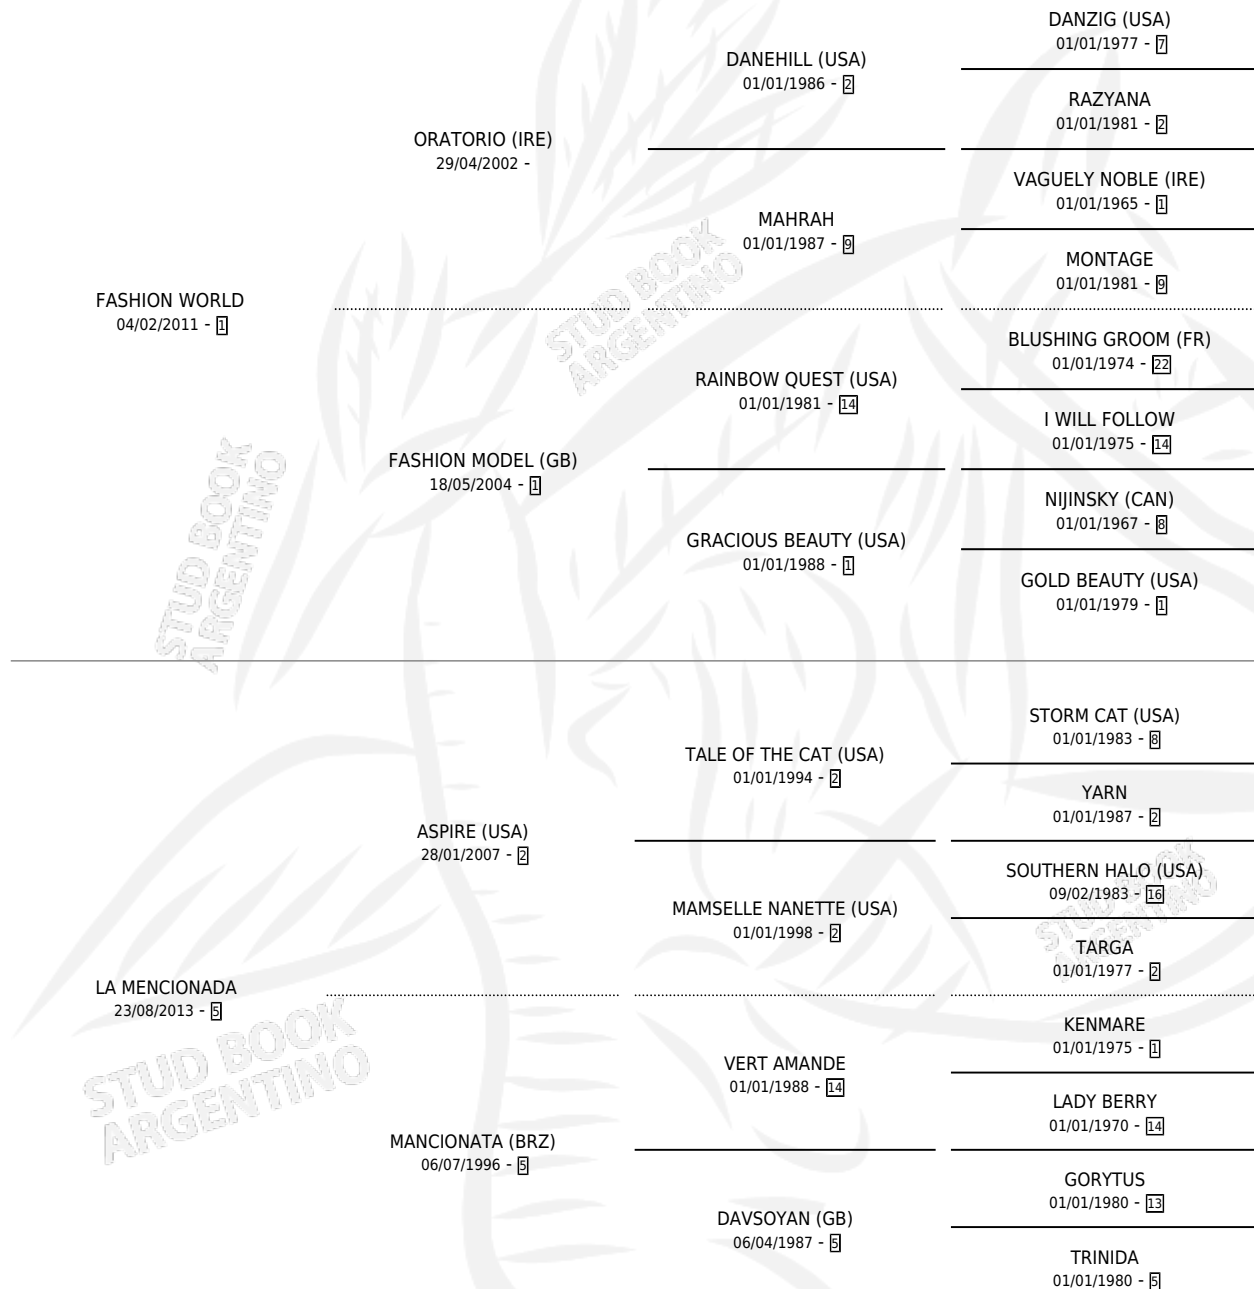 DANZIG (USA)
01/01/1977 - 7
DANEHILL (USA)
01/01/1986 - 2
RAZYANA
01/01/1981 - 2
ORATORIO (IRE)
29/04/2002 -
VAGUELY NOBLE (IRE)
01/01/1965 - 1
MAHRAH
01/01/1987 - 9
MONTAGE
01/01/1981 - 9
FASHION WORLD
04/02/2011 - 1
STUD BOOK
ARGENTINO
BLUSHING GROOM (FR)
01/01/1974 - 22
RAINBOW QUEST (USA)
01/01/1981 - 14
I WILL FOLLOW
01/01/1975 - 14
FASHION MODEL (GB)
18/05/2004 - 1
NIJINSKY (CAN)
01/01/1967 - 8
GRACIOUS BEAUTY (USA)
01/01/1988 - 1
GOLD BEAUTY (USA)
01/01/1979 - 1
STUD BOOK
ARGENTINO
STORM CAT (USA)
01/01/1983 - 8
TALE OF THE CAT (USA)
01/01/1994 - 2
YARN
01/01/1987 - 2
ASPIRE (USA)
28/01/2007 - 2
SOUTHERN HALO (USA)
09/02/1983 - 16
MAMSELLE NANETTE (USA)
01/01/1998 - 2
TARGA
01/01/1977 - 2
STUD BOOK
ARGENTINO
LA MENCIONADA
23/08/2013 - 5
STUD BOOK
ARGENTINO
KENMARE
01/01/1975 - 1
VERT AMANDE
01/01/1988 - 14
LADY BERRY
01/01/1970 - 14
MANCIONATA (BRZ)
06/07/1996 - 5
GORYTUS
01/01/1980 - 13
DAVSOYAN (GB)
06/04/1987 - 5
TRINIDA
01/01/1980 - 5